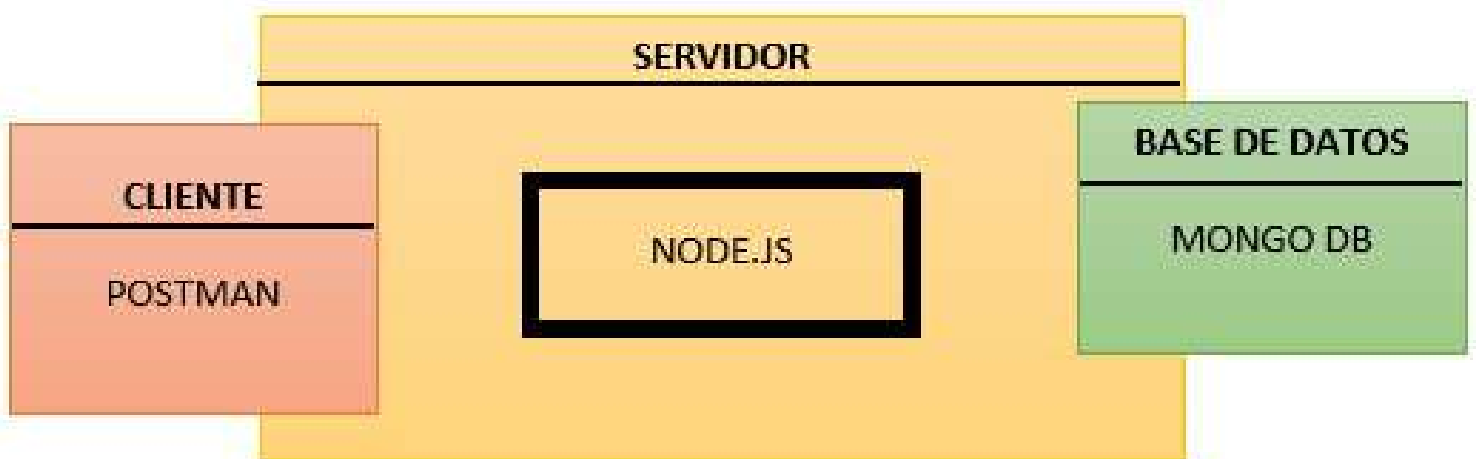 SERVIDOR
CLIENTE
POSTMAN
NODE.JS
BASE DE DATOS
MONGO DB